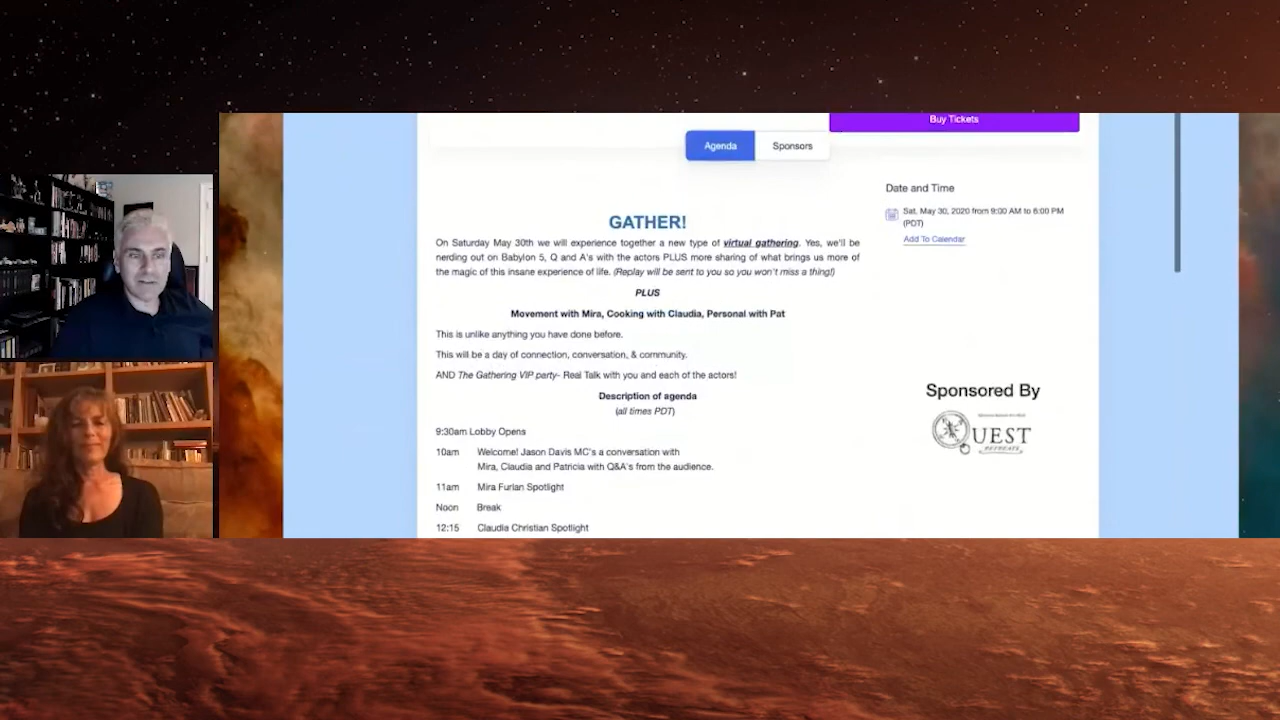 Buy Tickets
Agenda
Sponsors
GATHER!
On Saturday May 30th we will experience together a new type of virtual gathering. Yes, we'll be
nerding out on Babylon 5, Q and A's with the actors PLUS more sharing of what brings us more of
the magic of this insane experience of life. (Replay will be sent to you so you won't miss a thing!)
PLUS
Movement with Mira, Cooking with Claudia, Personal with Pat
This is unlike anything you have done before.
This will be a day of connection, conversation, & community.
AND The Gathering VIP party- Real Talk with you and each of the actors!
Description of agenda
(all times PDT)
9:30am Lobby Opens
10am Welcome! Jason Davis MC's a conversation with
Mira, Claudia and Patricia with Q&A's from the audience.
11am Mira Furlan Spotlight
Noon Break
12:15 Claudia Christian Spotlight
Date and Time
Sat, May 30, 2020 from 9:00 AM to 6:00 PM
(PDT)
Add To Calendar
Sponsored By
QUEST
RETREATS